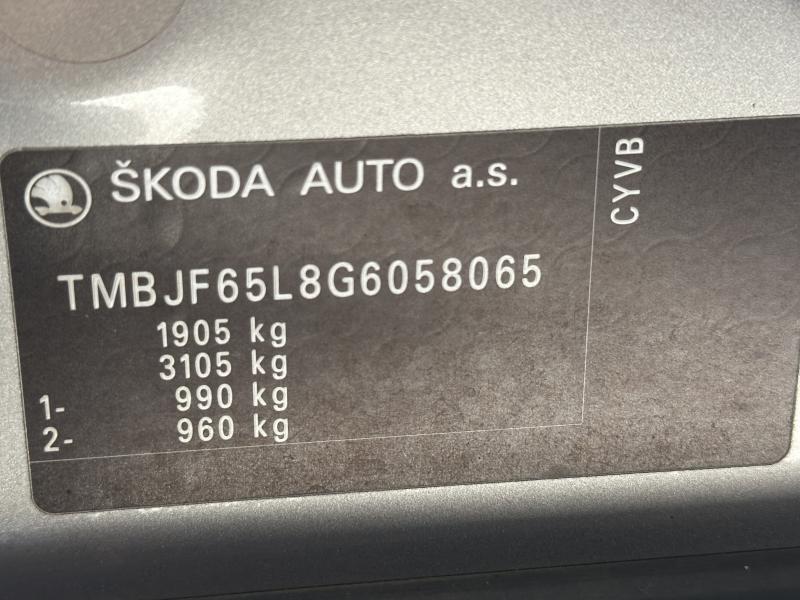 ŠKODA AUTO a.s.
CYVB
TMBJF65L8G6058065
1905 kg
3105 kg
1- 990 kg
2- 960 kg